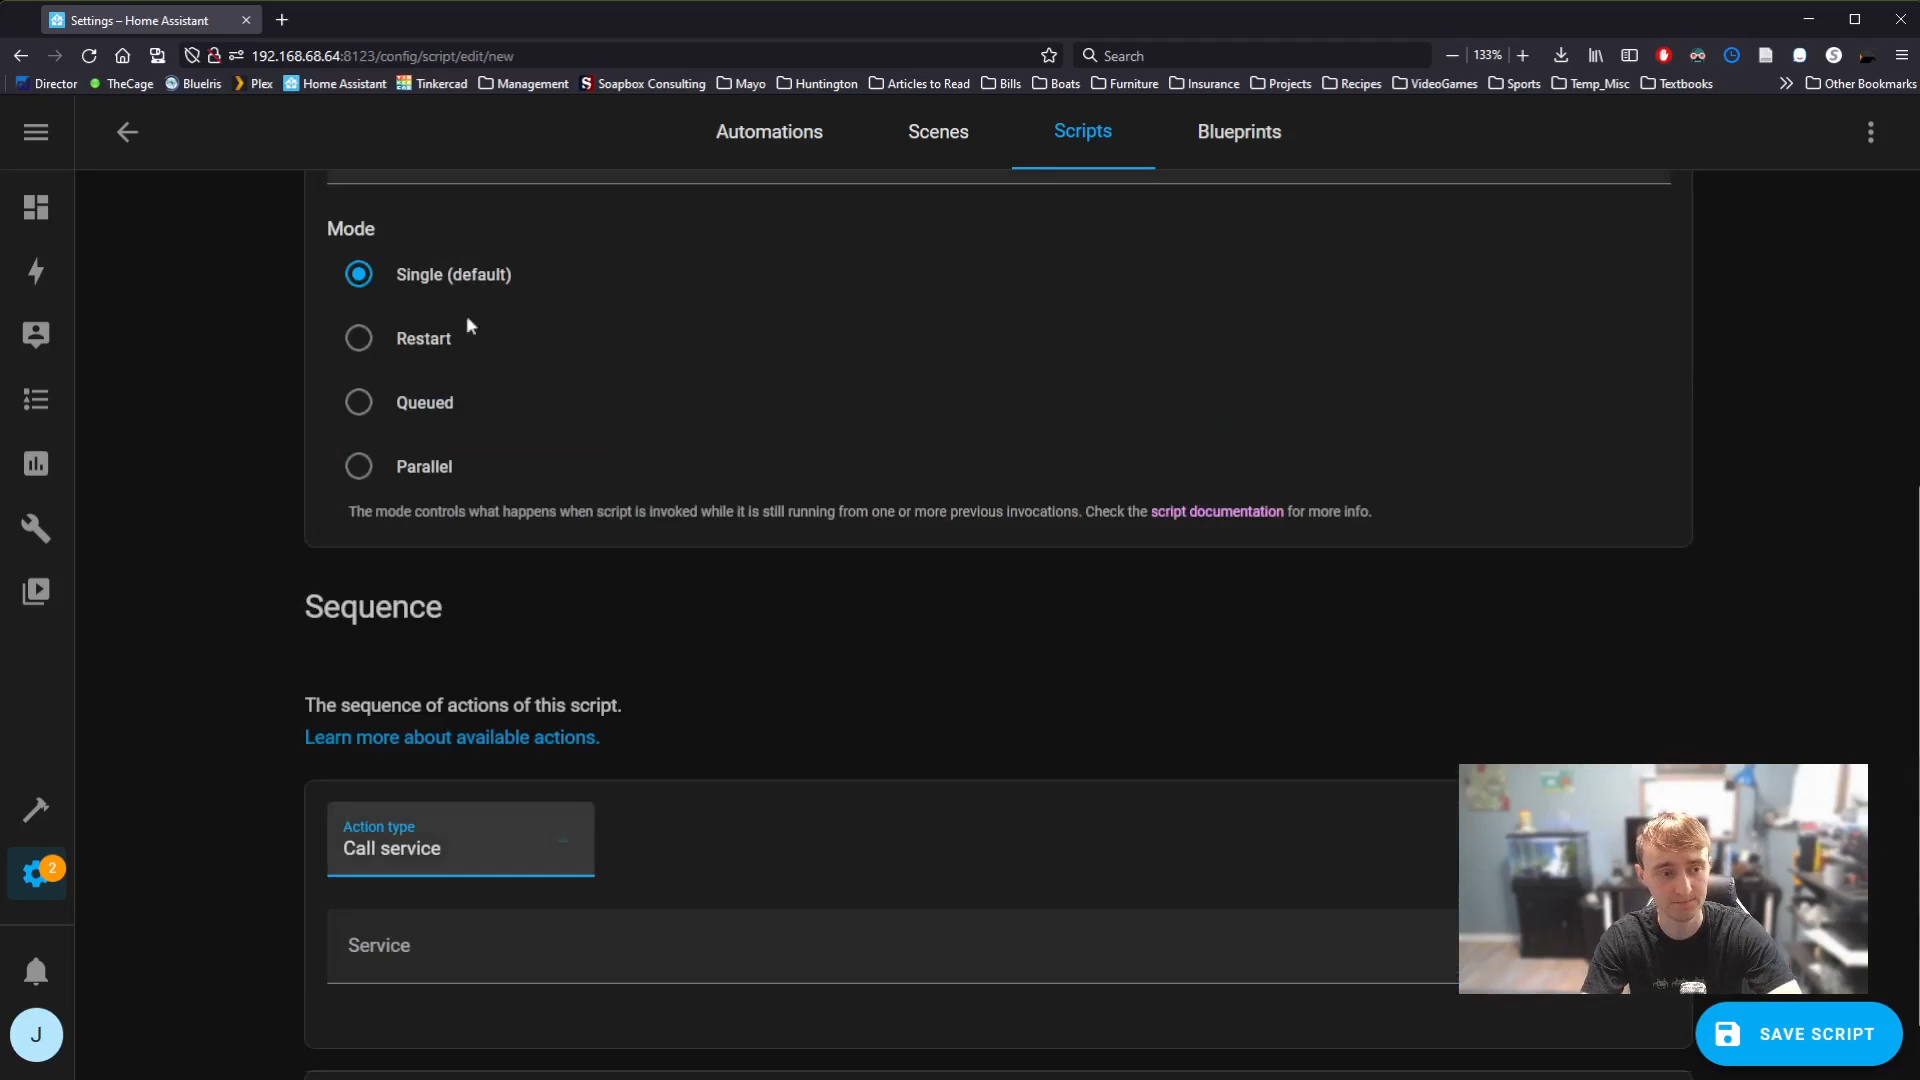 Settings – Home Assistant
192.168.68.64:8123/config/script/edit/new
Search
133%
Director
TheCage
BlueIris
Plex
Home Assistant
Tinkercad
Management
Soapbox Consulting
Mayo
Huntington
Articles to Read
Bills
Boats
Furniture
Insurance
Projects
Recipes
VideoGames
Sports
Temp_Misc
Textbooks
Other Bookmarks
Automations
Scenes
Scripts
Blueprints
Mode
Single (default)
Restart
Queued
Parallel
The mode controls what happens when script is invoked while it is still running from one or more previous invocations. Check the script documentation for more info.
Sequence
The sequence of actions of this script.
Learn more about available actions.
Action type
Call service
Service
2
J
SAVE SCRIPT